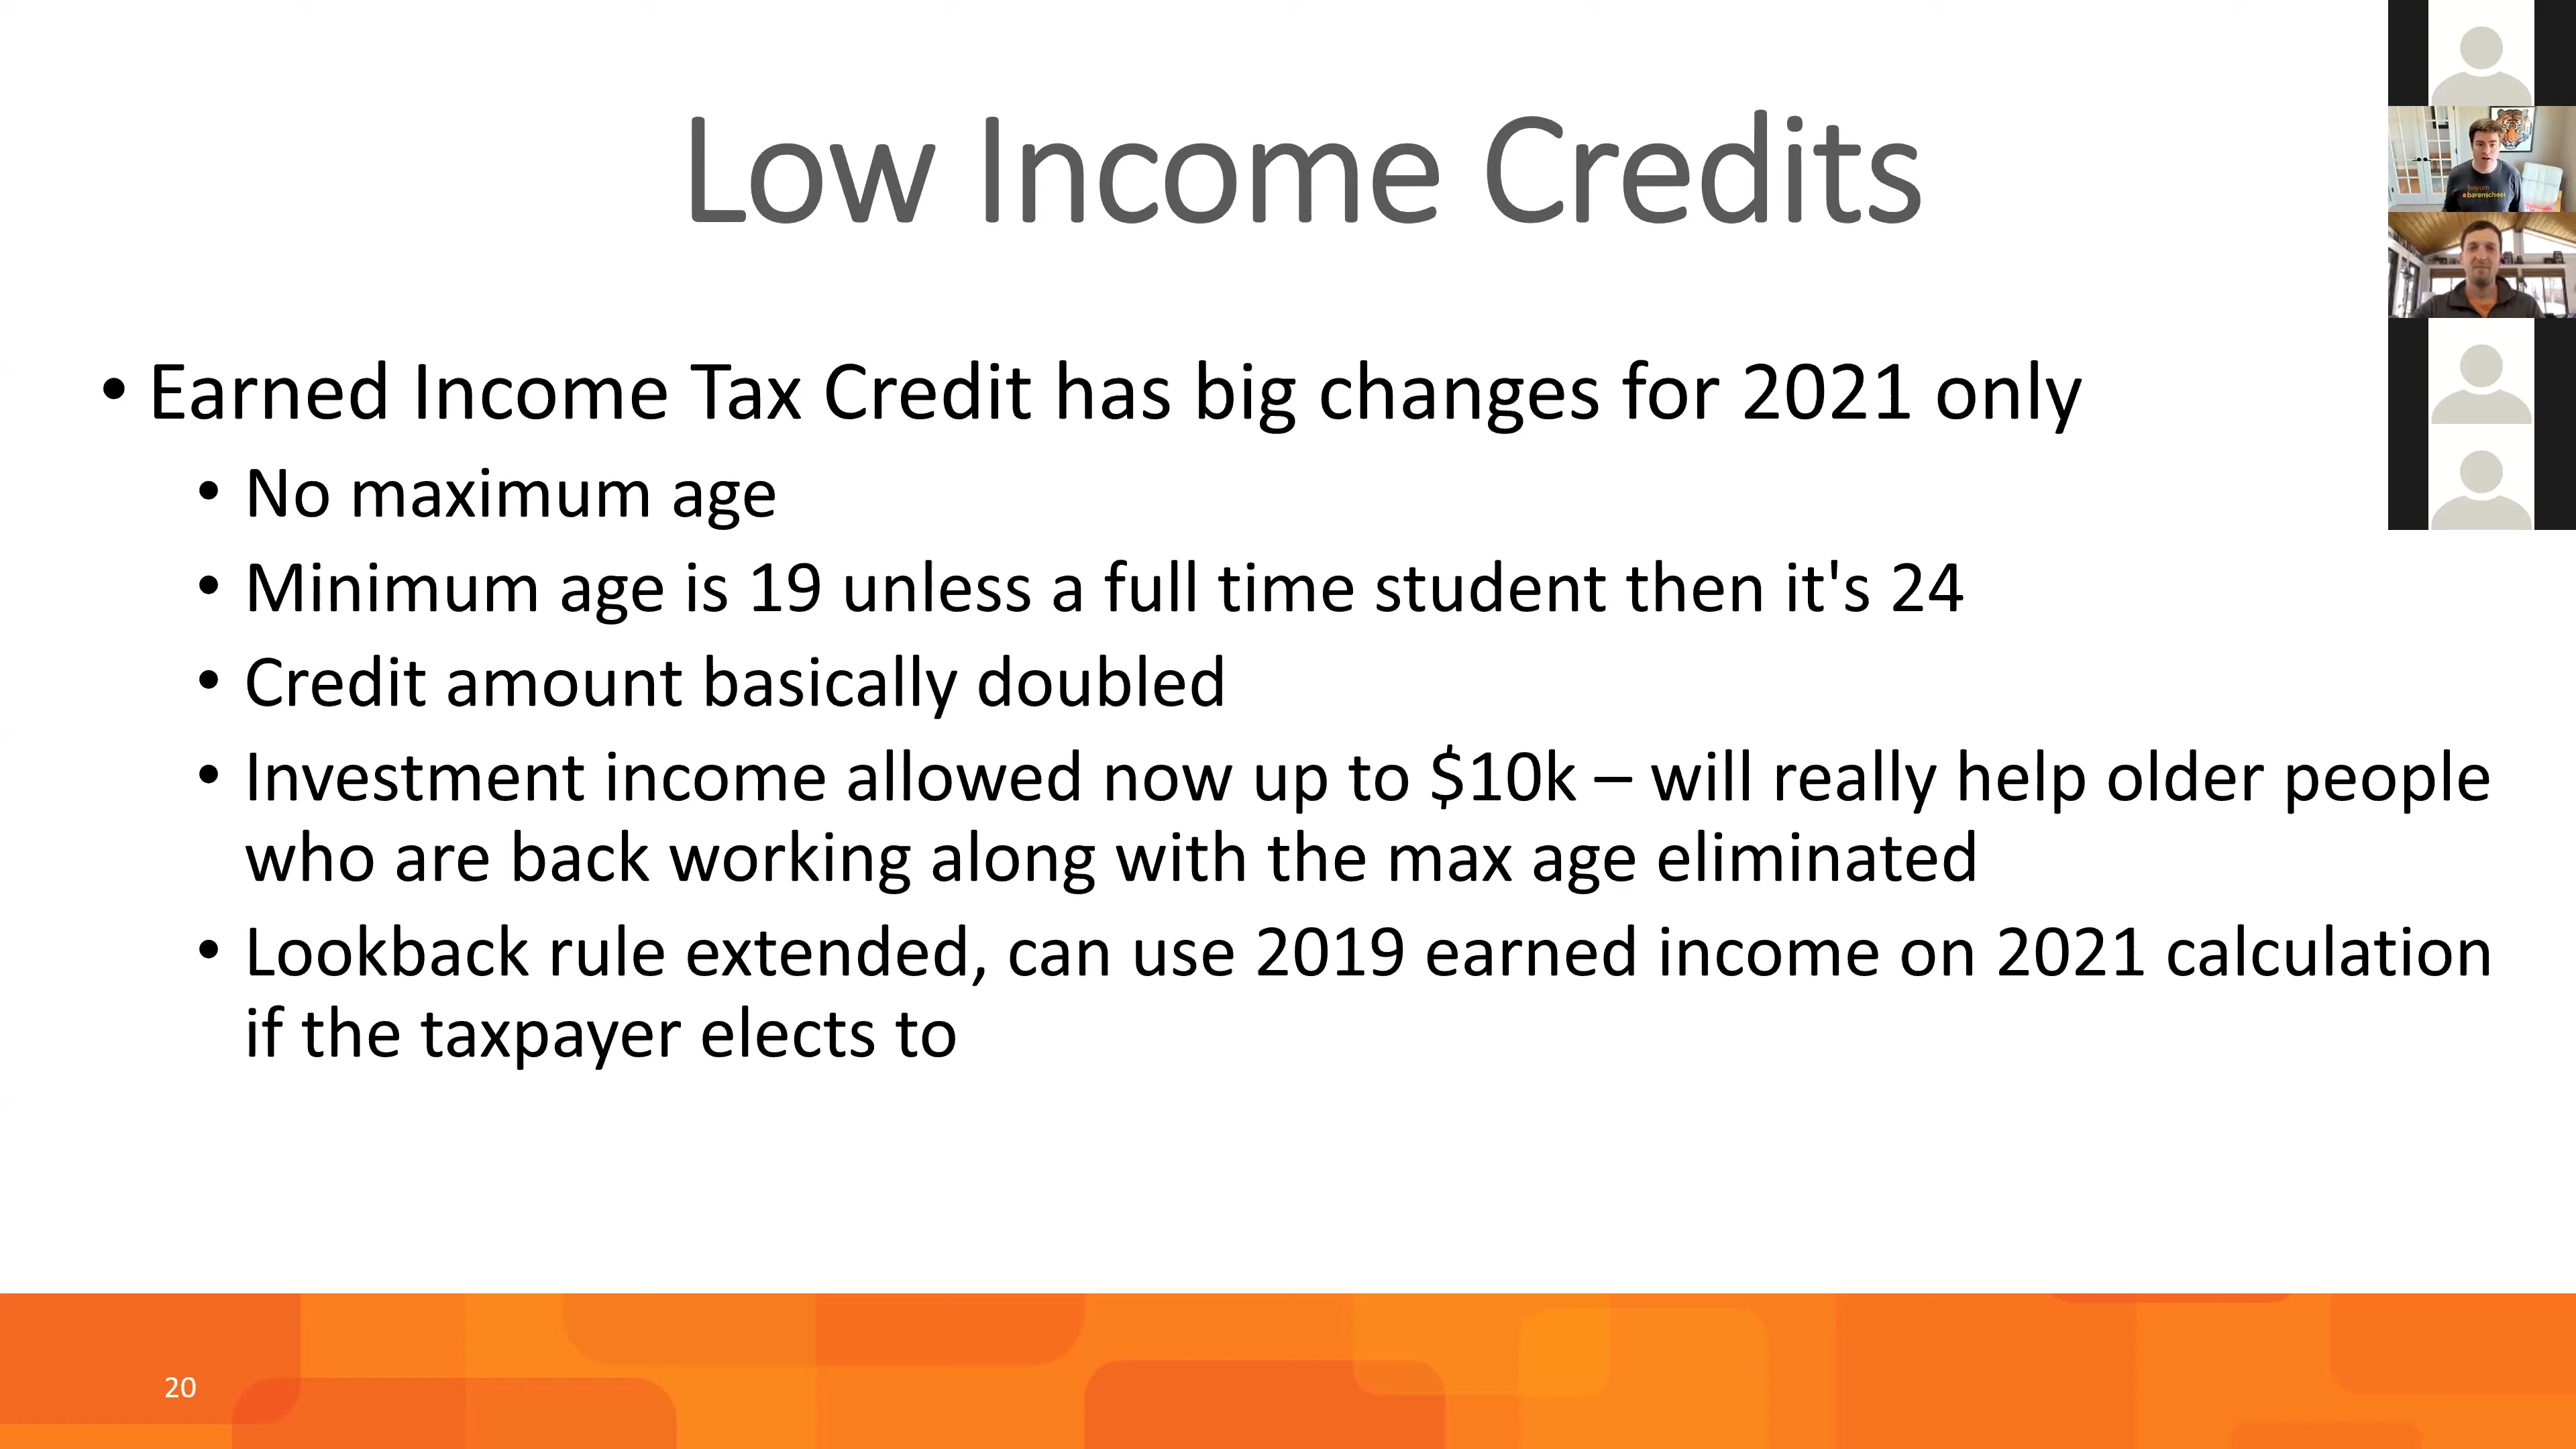 Low Income Credits
• Earned Income Tax Credit has big changes for 2021 only
• No maximum age
• Minimum age is 19 unless a full time student then it's 24
• Credit amount basically doubled
• Investment income allowed now up to $10k – will really help older people
who are back working along with the max age eliminated
• Lookback rule extended, can use 2019 earned income on 2021 calculation
if the taxpayer elects to
boyum
barenscheer
20